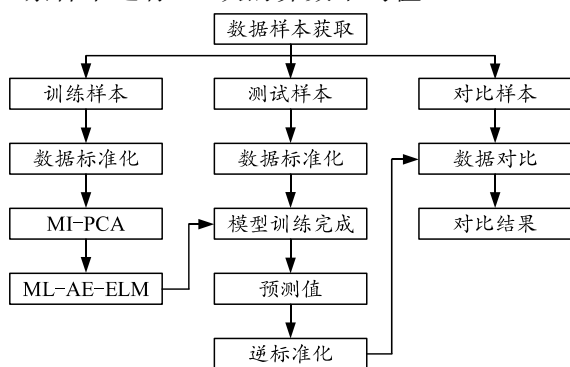 数据样本获取
训练样本
测试样本
对比样本
数据标准化
数据标准化
数据对比
MI-PCA
模型训练完成
对比结果
ML-AE-ELM
预测值
逆标准化